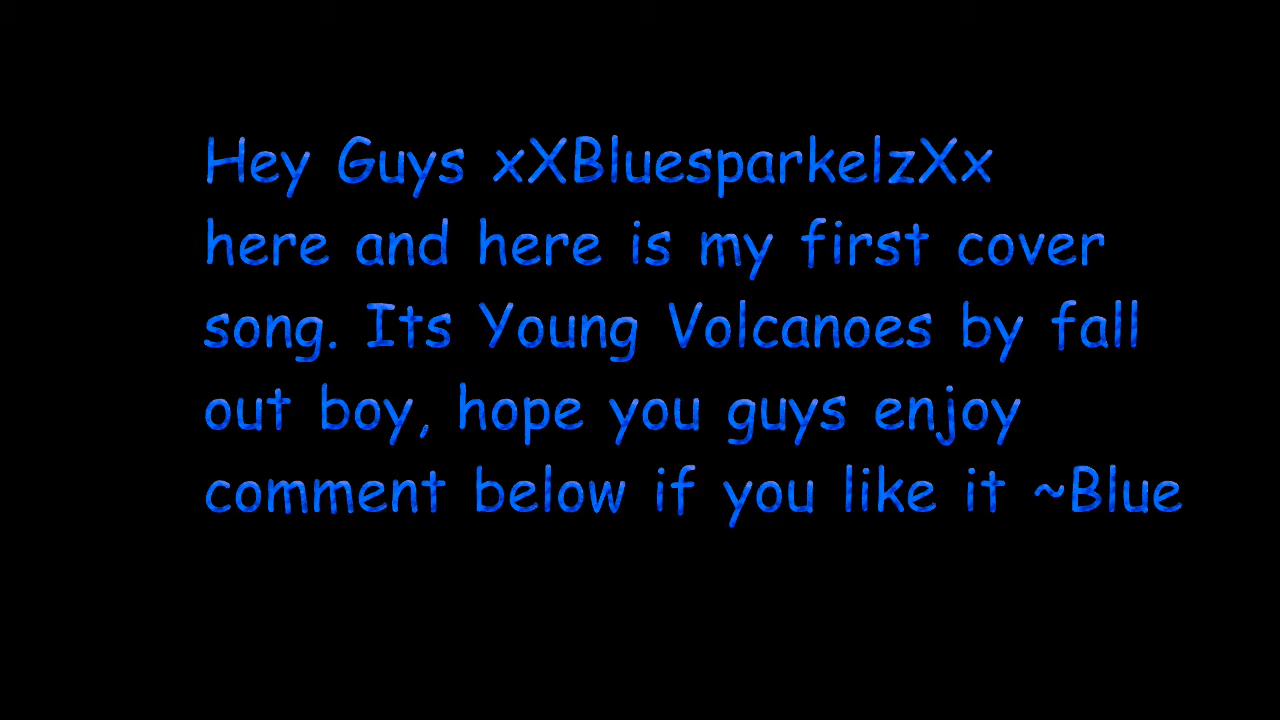 Hey Guys xXBluesparkelzXx
here and here is my first cover
song. Its Young Volcanoes by fall
out boy, hope you guys enjoy
comment below if you like it ~Blue